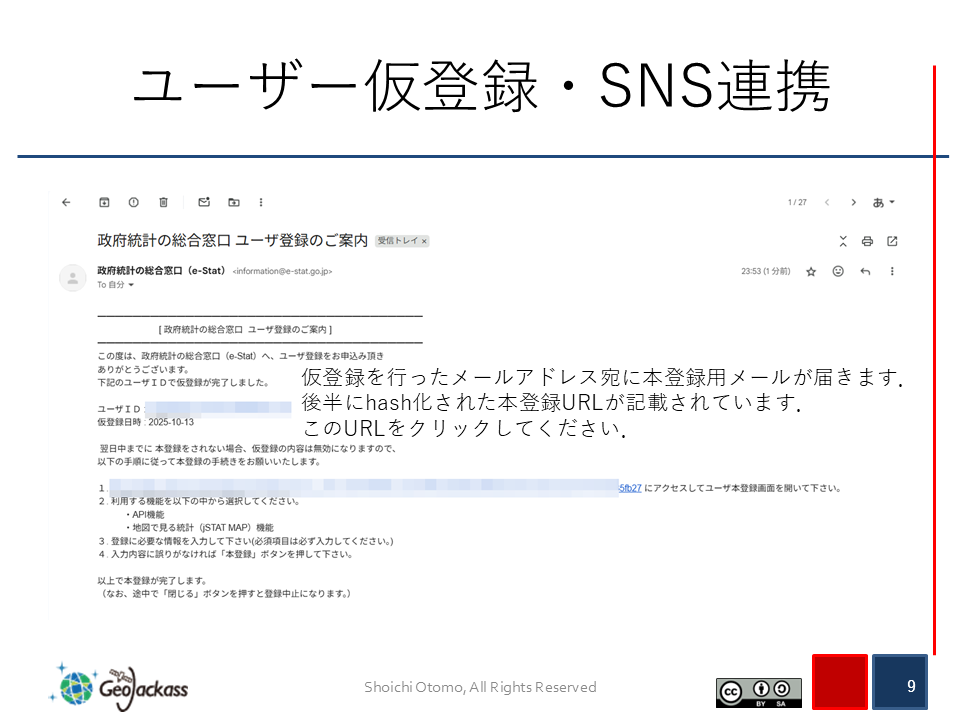 ユーザー仮登録・SNS連携
1 / 27
あ
政府統計の総合窓口 ユーザ登録のご案内 受信トレイ ×
政府統計の総合窓口（e-Stat） <information@e-stat.go.jp>
23:53 (1 分前)
To 自分
[ 政府統計の総合窓口 ユーザ登録のご案内 ]
この度は、政府統計の総合窓口（e-Stat）へ、ユーザ登録をお申込み頂き
ありがとうございます。
下記のユーザＩＤで仮登録が完了しました。
仮登録を行ったメールアドレス宛に本登録用メールが届きます.
後半にhash化された本登録URLが記載されています.
このURLをクリックしてください.
ユーザＩＤ :
仮登録日時 : 2025-10-13
翌日中までに 本登録をされない場合、仮登録の内容は無効になりますので、
以下の手順に従って本登録の手続きをお願いいたします。
１. 5fb27 にアクセスしてユーザ本登録画面を開いて下さい。
２. 利用する機能を以下の中から選択してください。
・API機能
・地図で見る統計（jSTAT MAP）機能
３. 登録に必要な情報を入力して下さい(必須項目は必ず入力してください。)
４. 入力内容に誤りがなければ「本登録」ボタンを押して下さい。
以上で本登録が完了します。
（なお、途中で「閉じる」ボタンを押すと登録中止になります。）
GeoJackass
Shoichi Otomo, All Rights Reserved
cc BY SA
9